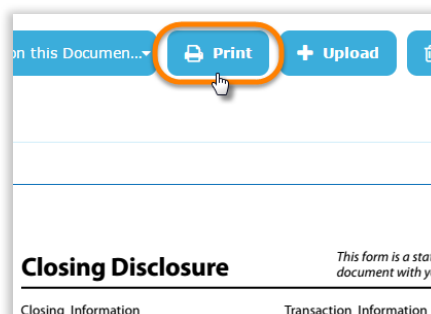 on this Documen... Print Upload
Closing Disclosure
This form is a sta
document with y
Closing Information Transaction Information